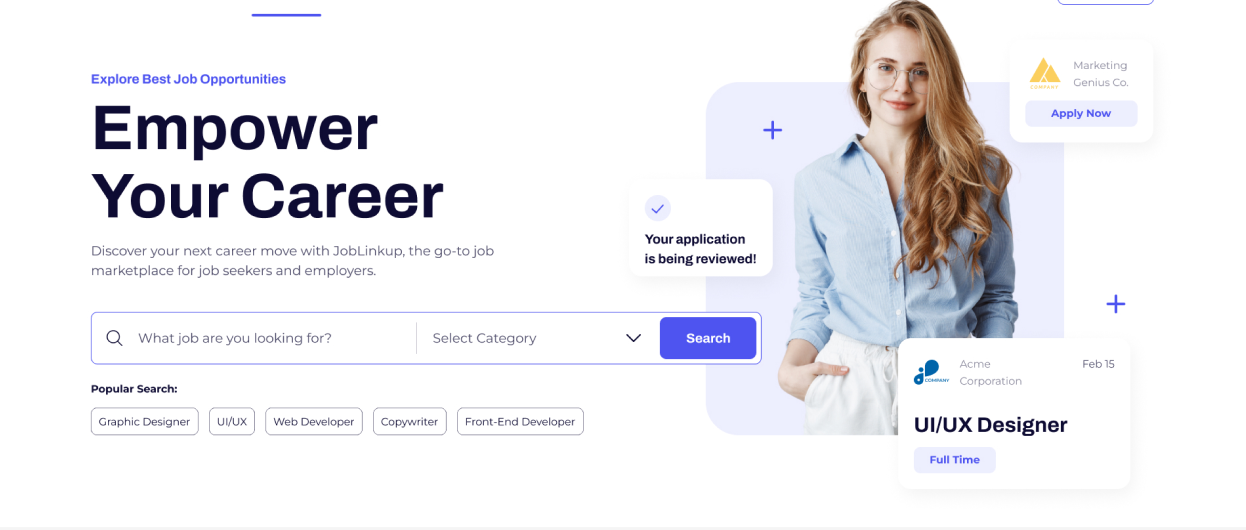 Explore Best Job Opportunities
Empower
Your Career
Discover your next career move with JobLinkup, the go-to job
marketplace for job seekers and employers.
What job are you looking for?
Select Category
Search
Popular Search:
Graphic Designer
UI/UX
Web Developer
Copywriter
Front-End Developer
Your application
is being reviewed!
COMPANY
Marketing
Genius Co.
Apply Now
COMPANY
Acme
Corporation
Feb 15
UI/UX Designer
Full Time